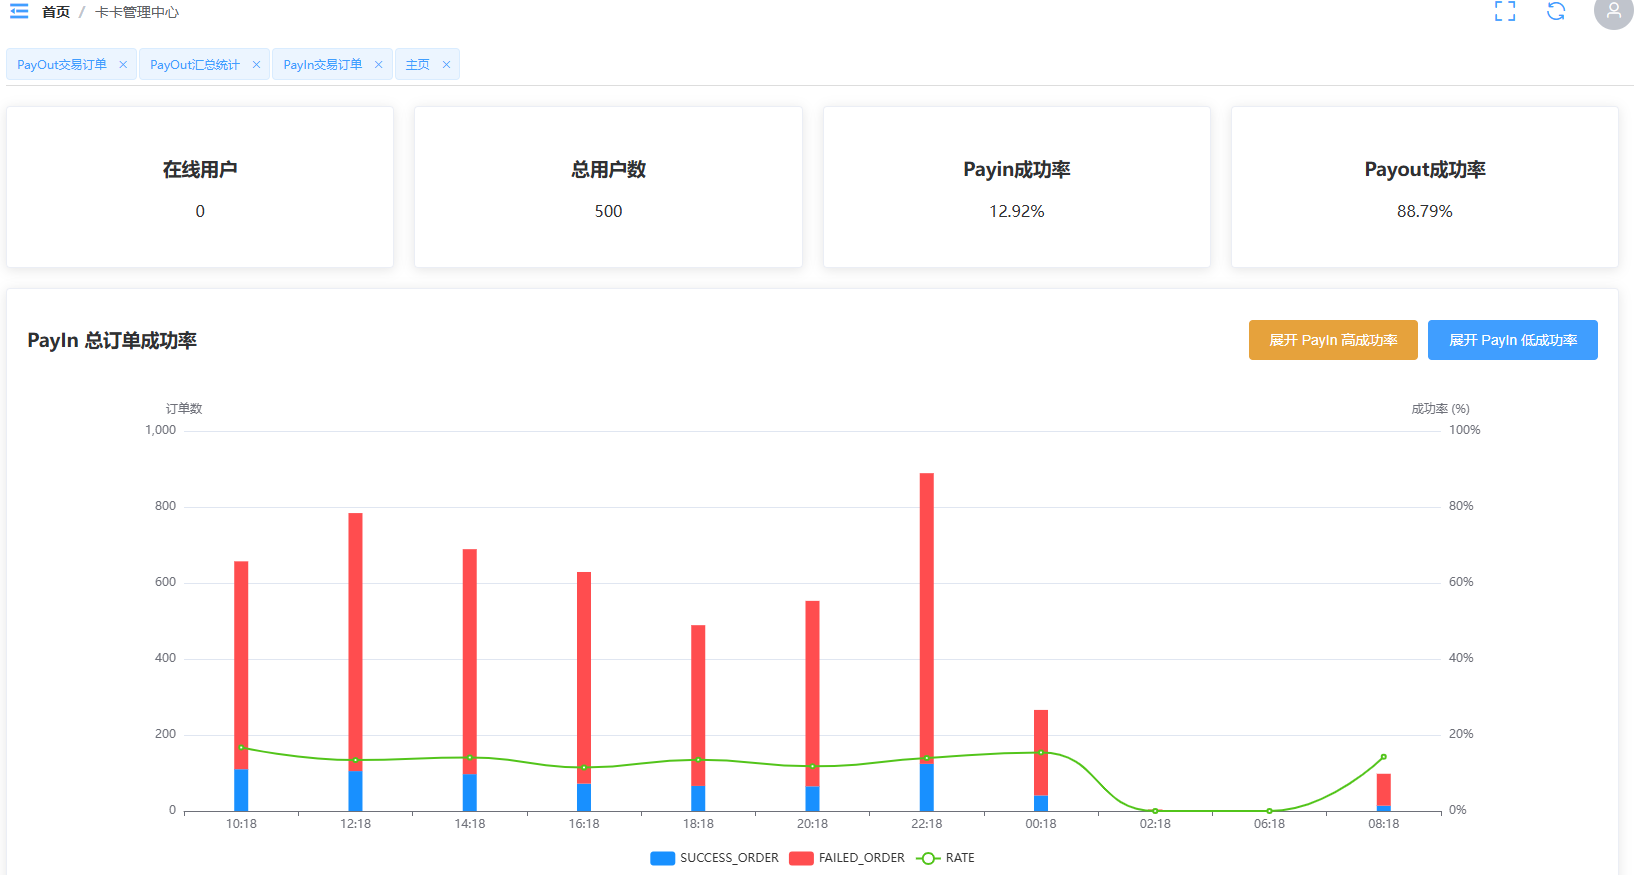 首页 / 卡卡管理中心
PayOut交易订单 × PayOut汇总统计 × PayIn交易订单 × 主页 ×
在线用户
0
总用户数
500
Payin成功率
12.92%
Payout成功率
88.79%
PayIn 总订单成功率
展开 PayIn 高成功率
展开 PayIn 低成功率
订单数
成功率 (%)
1,000
100%
800
80%
600
60%
400
40%
200
20%
0
0%
10:18 12:18 14:18 16:18 18:18 20:18 22:18 00:18 02:18 06:18 08:18
SUCCESS_ORDER FAILED_ORDER RATE